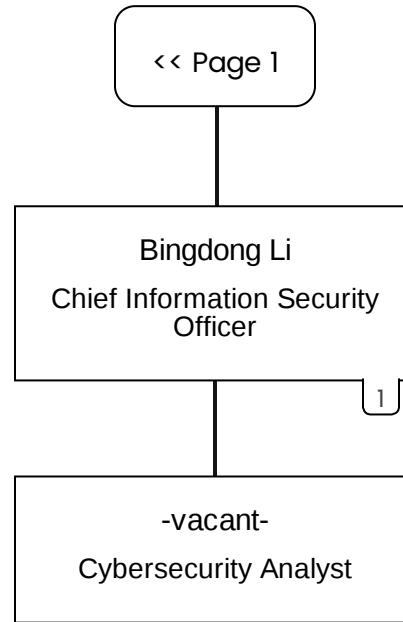 << Page 1
Bingdong Li
Chief Information Security
Officer
1
-vacant-
Cybersecurity Analyst